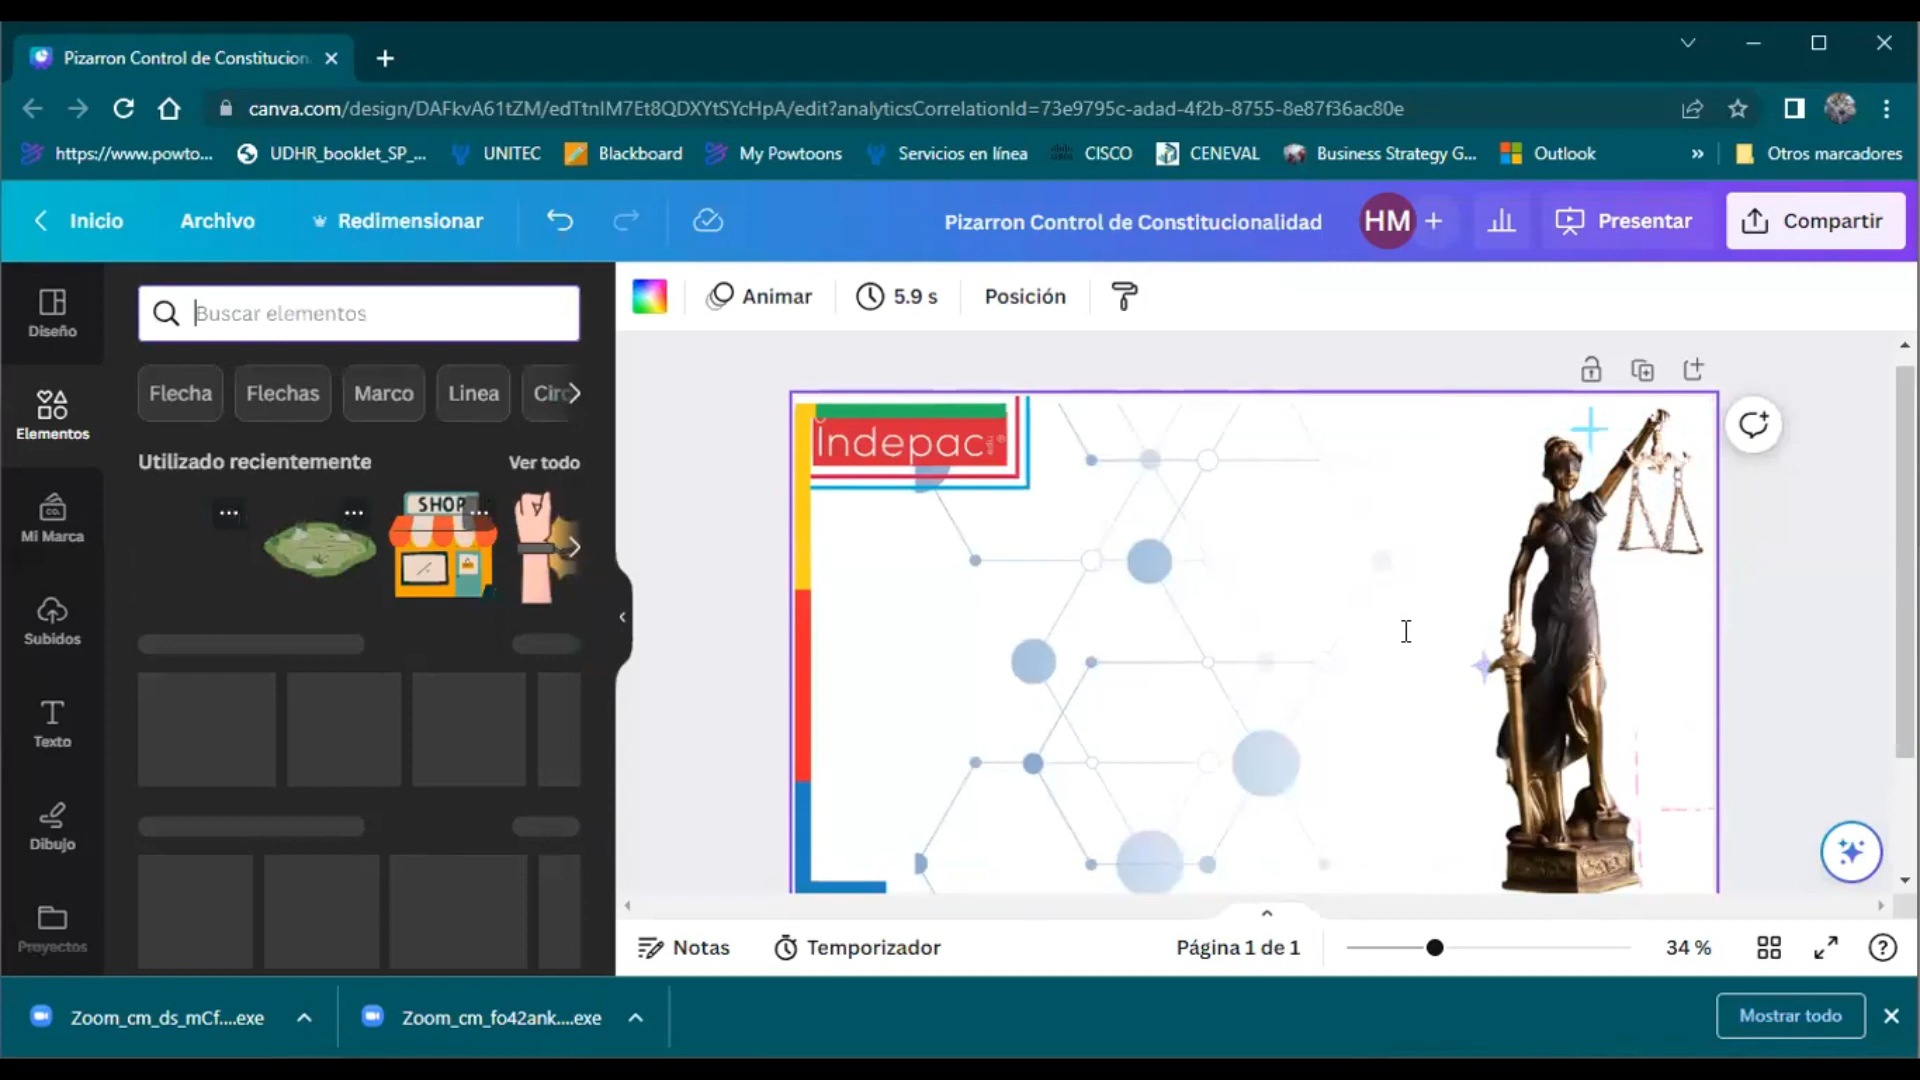 Pizarron Control de Constitucion
canva.com/design/DAFkvA61tZM/edTtnIM7Et8QDXYtSYcHpA/edit?analyticsCorrelationId=73e9795c-adad-4f2b-8755-8e87f36ac80e
https://www.powto...
UDHR_booklet_SP_...
UNITEC
Blackboard
My Powtoons
Servicios en línea
CISCO
CENEVAL
Business Strategy G...
Outlook
»
Otros marcadores
Inicio
Archivo
Redimensionar
Pizarron Control de Constitucionalidad
HM
Presentar
Compartir
Diseño
Elementos
Mi Marca
Subidos
Texto
Dibujo
Proyectos
Buscar elementos
Flecha
Flechas
Marco
Linea
Circ
Utilizado recientemente
Ver todo
SHOP
Animar
5.9 s
Posición
Indepac
Notas
Temporizador
Página 1 de 1
34 %
Zoom_cm_ds_mCf....exe
Zoom_cm_fo42ank....exe
Mostrar todo